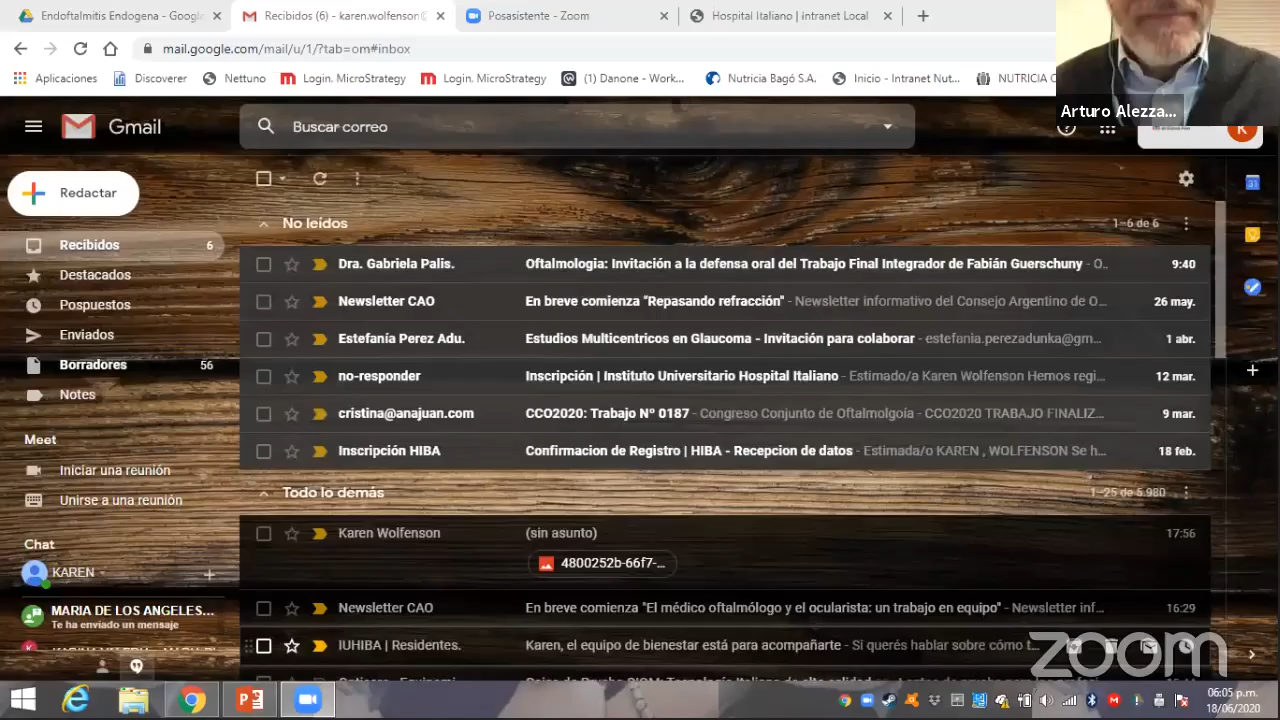 Endoftalmitis Endogena - Google
Recibidos (6) - karen.wolfenson@
Posasistente - Zoom
Hospital Italiano | Intranet Local
mail.google.com/mail/u/1/?tab=om#inbox
Aplicaciones
Discoverer
Nettuno
Login. MicroStrategy
Login. MicroStrategy
(1) Danone - Work...
Nutricia Bagó S.A.
Inicio - Intranet Nut...
NUTRICIA
Arturo Alezza...
Gmail
Buscar correo
K
Redactar
Recibidos 6
Destacados
Pospuestos
Enviados
Borradores 56
Notes
Meet
Iniciar una reunión
Unirse a una reunión
Chat
KAREN
MARIA DE LOS ANGELES...
Te ha enviado un mensaje
No leídos 1–6 de 6
Dra. Gabriela Palis. Oftalmologia: Invitación a la defensa oral del Trabajo Final Integrador de Fabián Guerschuny - O.. 9:40
Newsletter CAO En breve comienza "Repasando refracción" - Newsletter informativo del Consejo Argentino de O... 26 may.
Estefanía Perez Adu. Estudios Multicentricos en Glaucoma - Invitación para colaborar - estefania.perezadunka@gm... 1 abr.
no-responder Inscripción | Instituto Universitario Hospital Italiano - Estimado/a Karen Wolfenson Hemos regi... 12 mar.
cristina@anajuan.com CCO2020: Trabajo Nº 0187 - Congreso Conjunto de Oftalmolgoía - CCO2020 TRABAJO FINALIZ... 9 mar.
Inscripción HIBA Confirmacion de Registro | HIBA - Recepcion de datos - Estimada/o KAREN , WOLFENSON Se h... 18 feb.
Todo lo demás 1–25 de 5.980
Karen Wolfenson (sin asunto) 17:56
4800252b-66f7-...
Newsletter CAO En breve comienza "El médico oftalmólogo y el ocularista: un trabajo en equipo" - Newsletter inf... 16:29
IUHIBA | Residentes. Karen, el equipo de bienestar está para acompañarte - Si querés hablar sobre cómo t...
zoom
06:05 p.m.
18/06/2020